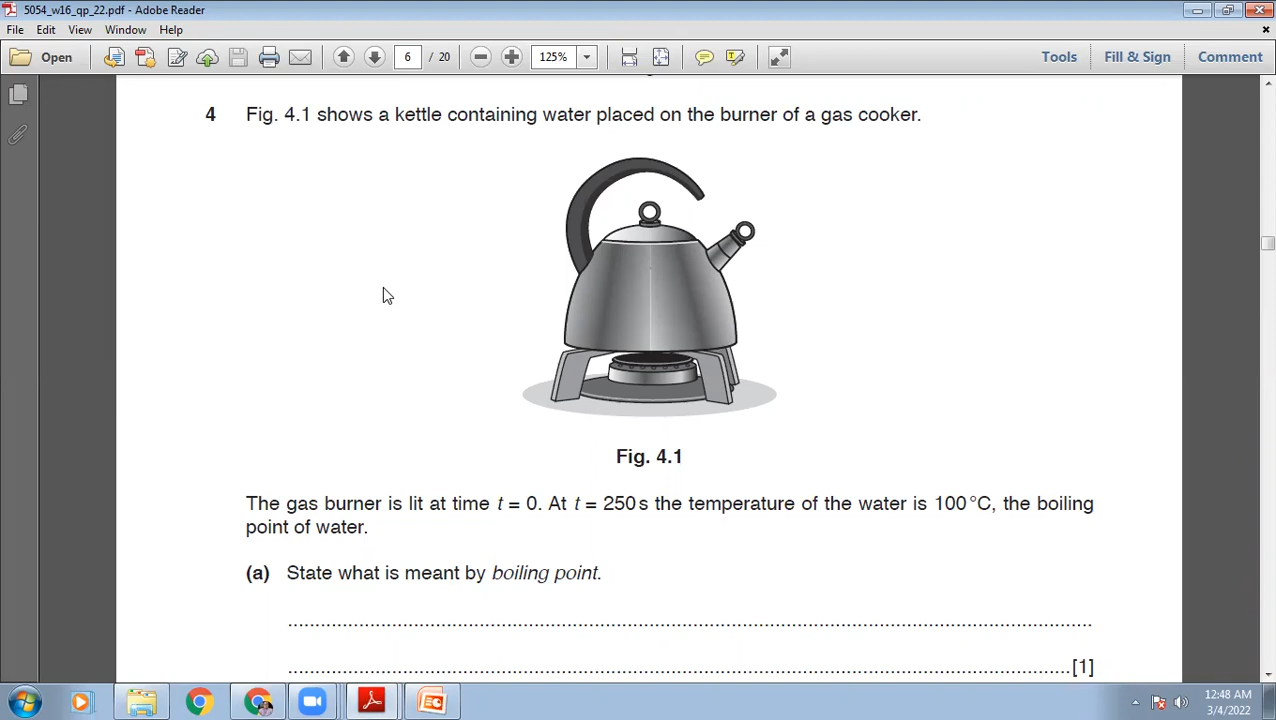 5054_w16_qp_22.pdf - Adobe Reader
File Edit View Window Help
Open 6 / 20 125% Tools Fill & Sign Comment
4 Fig. 4.1 shows a kettle containing water placed on the burner of a gas cooker.
Fig. 4.1
The gas burner is lit at time t = 0. At t = 250 s the temperature of the water is 100 °C, the boiling
point of water.
(a) State what is meant by boiling point.
..........................................................................................................................................
......................................................................................................................................[1]
12:48 AM
3/4/2022